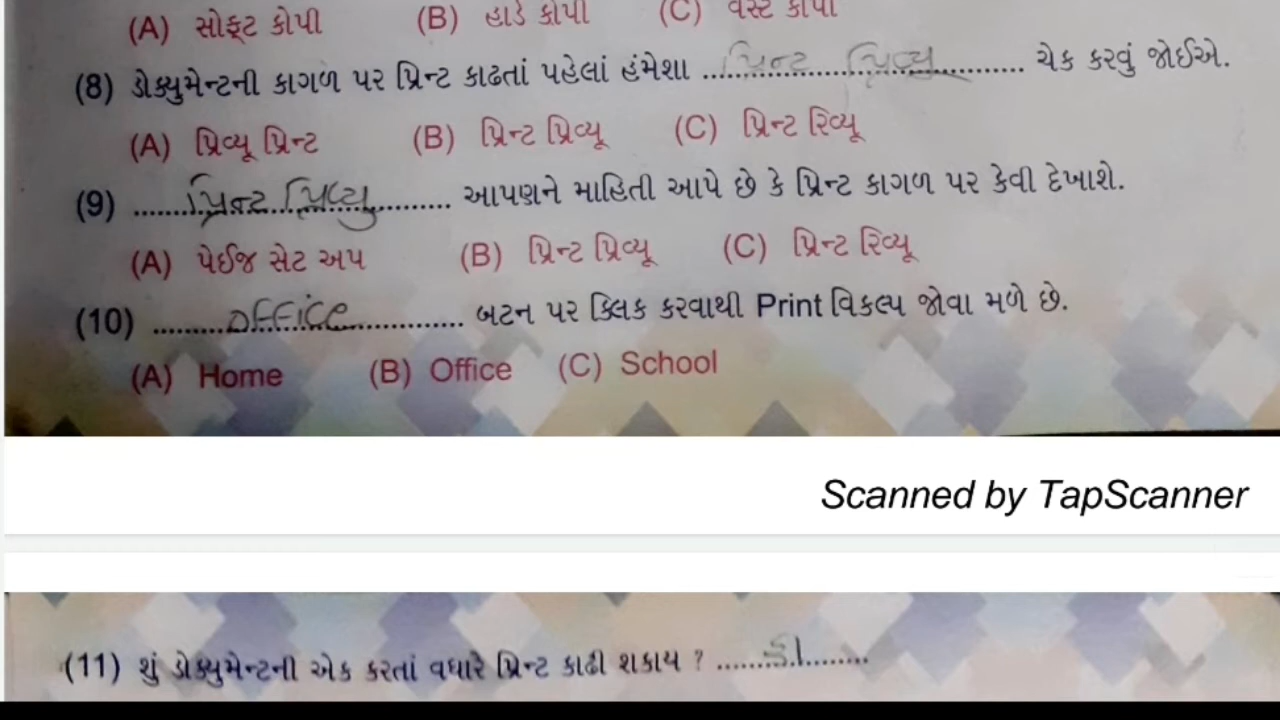 (A) સોફ્ટ કોપી (B) હાર્ડ કોપી (C) વેસ્ટ કોપી
(8) ડોક્યુમેન્ટની કાગળ પર પ્રિન્ટ કાઢતાં પહેલાં હંમેશા ...પ્રિન્ટ પ્રિવ્યુ... ચેક કરવું જોઈએ.
(A) પ્રિવ્યૂ પ્રિન્ટ (B) પ્રિન્ટ પ્રિવ્યૂ (C) પ્રિન્ટ રિવ્યૂ
(9) ...પ્રિન્ટ પ્રિવ્યુ... આપણને માહિતી આપે છે કે પ્રિન્ટ કાગળ પર કેવી દેખાશે.
(A) પેઈજ સેટ અપ (B) પ્રિન્ટ પ્રિવ્યૂ (C) પ્રિન્ટ રિવ્યૂ
(10) ...office... બટન પર ક્લિક કરવાથી Print વિકલ્પ જોવા મળે છે.
(A) Home (B) Office (C) School
Scanned by TapScanner
(11) શું ડોક્યુમેન્ટની એક કરતાં વધારે પ્રિન્ટ કાઢી શકાય ? ......